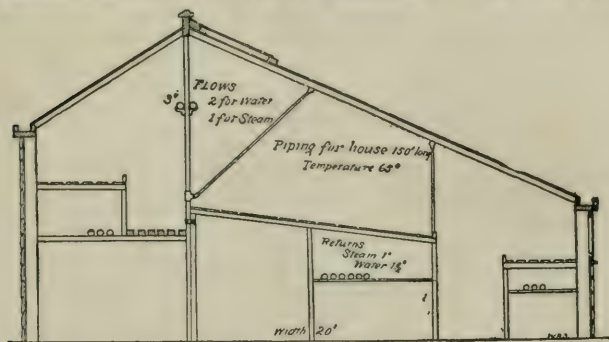 FLOWS
3"
2 for Water
1 for Steam
Piping for house 150' long
Temperature 65°
Returns
Steam 1"
Water 1½"
Width 20'